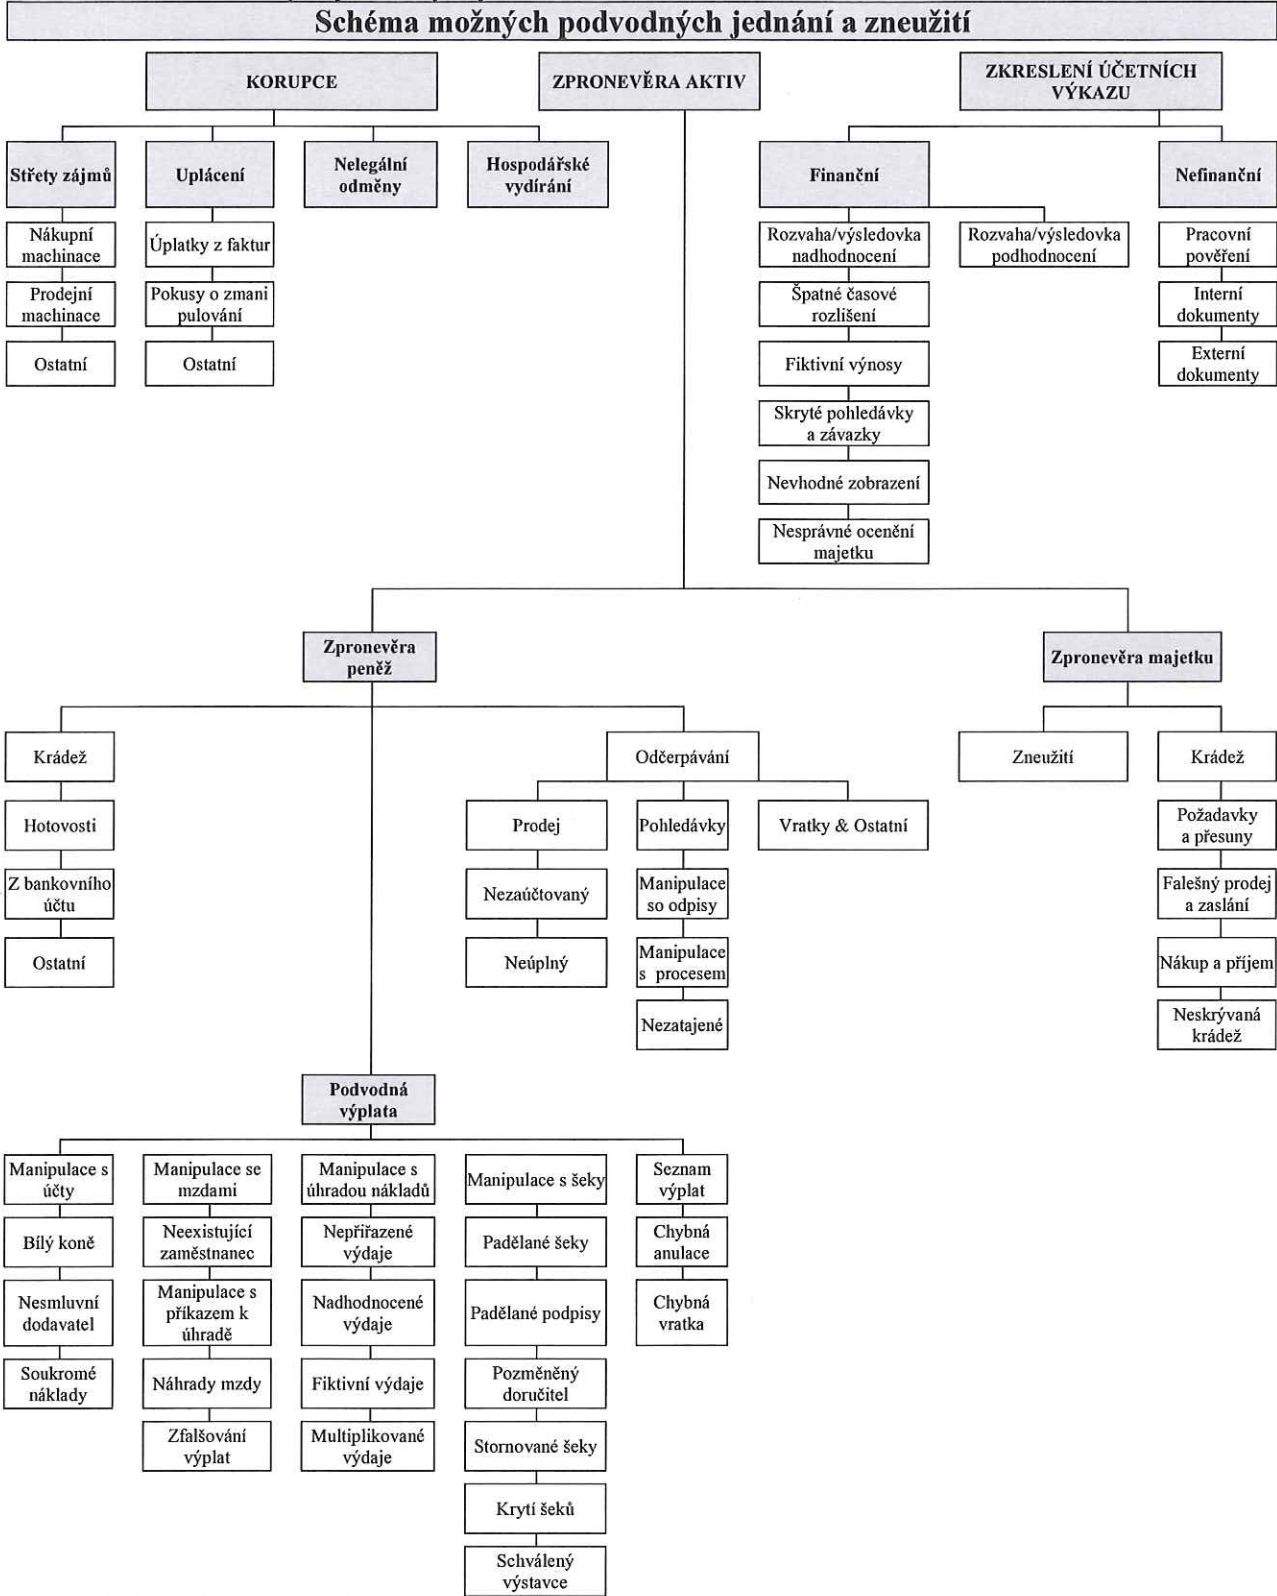 Schéma možných podvodných jednání a zneužití
KORUPCE
ZPRONEVĚRA AKTIV
ZKRESLENÍ ÚČETNÍCH
VÝKAZU
Střety zájmů
Uplácení
Nelegální
odměny
Hospodářské
vydírání
Finanční
Nefinanční
Nákupní
machinace
Prodejní
machinace
Ostatní
Úplatky z faktur
Pokusy o zmani
pulování
Ostatní
Rozvaha/výsledovka
nadhodnocení
Špatné časové
rozlišení
Fiktivní výnosy
Skryté pohledávky
a závazky
Nevhodné zobrazení
Nesprávné ocenění
majetku
Rozvaha/výsledovka
podhodnocení
Pracovní
pověření
Interní
dokumenty
Externí
dokumenty
Zpronevěra
peněž
Zpronevěra majetku
Krádež
Hotovosti
Z bankovního
účtu
Ostatní
Odčerpávání
Prodej
Nezaúčtovaný
Neúplný
Pohledávky
Manipulace
so odpisy
Manipulace
s procesem
Nezatajené
Vratky & Ostatní
Zneužití
Krádež
Požadavky
a přesuny
Falešný prodej
a zaslání
Nákup a příjem
Neskrývaná
krádež
Podvodná
výplata
Manipulace s
účty
Bílý koně
Nesmluvní
dodavatel
Soukromé
náklady
Manipulace se
mzdami
Neexistující
zaměstnanec
Manipulace s
příkazem k
úhradě
Náhrady mzdy
Zfalšování
výplat
Manipulace s
úhradou nákladů
Nepřiřazené
výdaje
Nadhodnocené
výdaje
Fiktivní výdaje
Multiplikované
výdaje
Manipulace s šeky
Padělané šeky
Padělané podpisy
Pozměněný
doručitel
Stornované šeky
Krytí šeků
Schválený
výstavce
Seznam
výplat
Chybná
anulace
Chybná
vratka